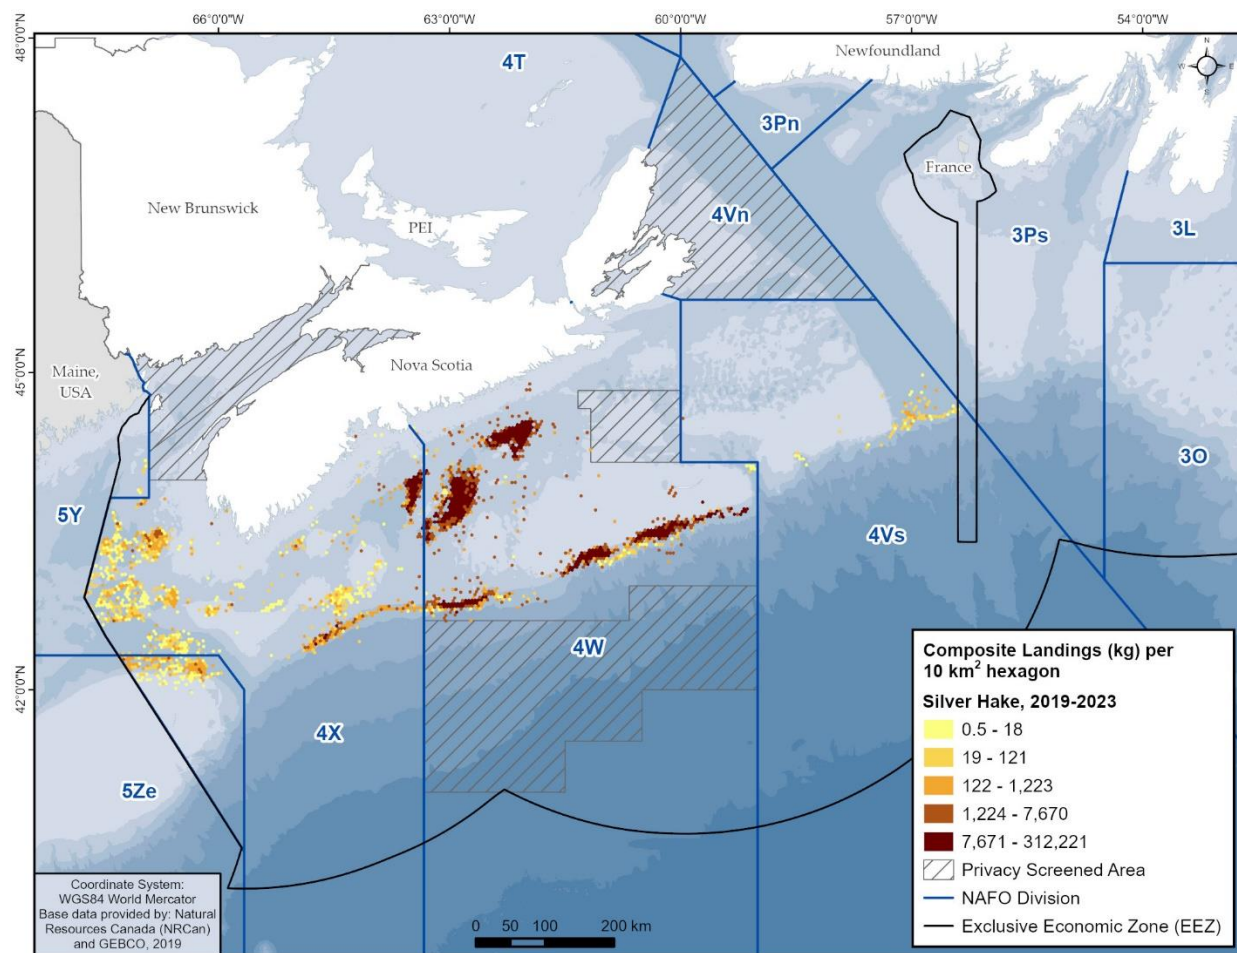 66°0'0"W
63°0'0"W
60°0'0"W
57°0'0"W
54°0'0"W
48°0'0"N
45°0'0"N
42°0'0"N
Newfoundland
N
W
E
S
4T
3Pn
France
New Brunswick
PEI
4Vn
3Ps
3L
Maine,
USA
Nova Scotia
3O
5Y
4Vs
4W
4X
5Ze
Composite Landings (kg) per
10 km² hexagon
Silver Hake, 2019-2023
0.5 - 18
19 - 121
122 - 1,223
1,224 - 7,670
7,671 - 312,221
Privacy Screened Area
NAFO Division
Exclusive Economic Zone (EEZ)
Coordinate System:
WGS84 World Mercator
Base data provided by: Natural
Resources Canada (NRCan)
and GEBCO, 2019
0 50 100 200 km